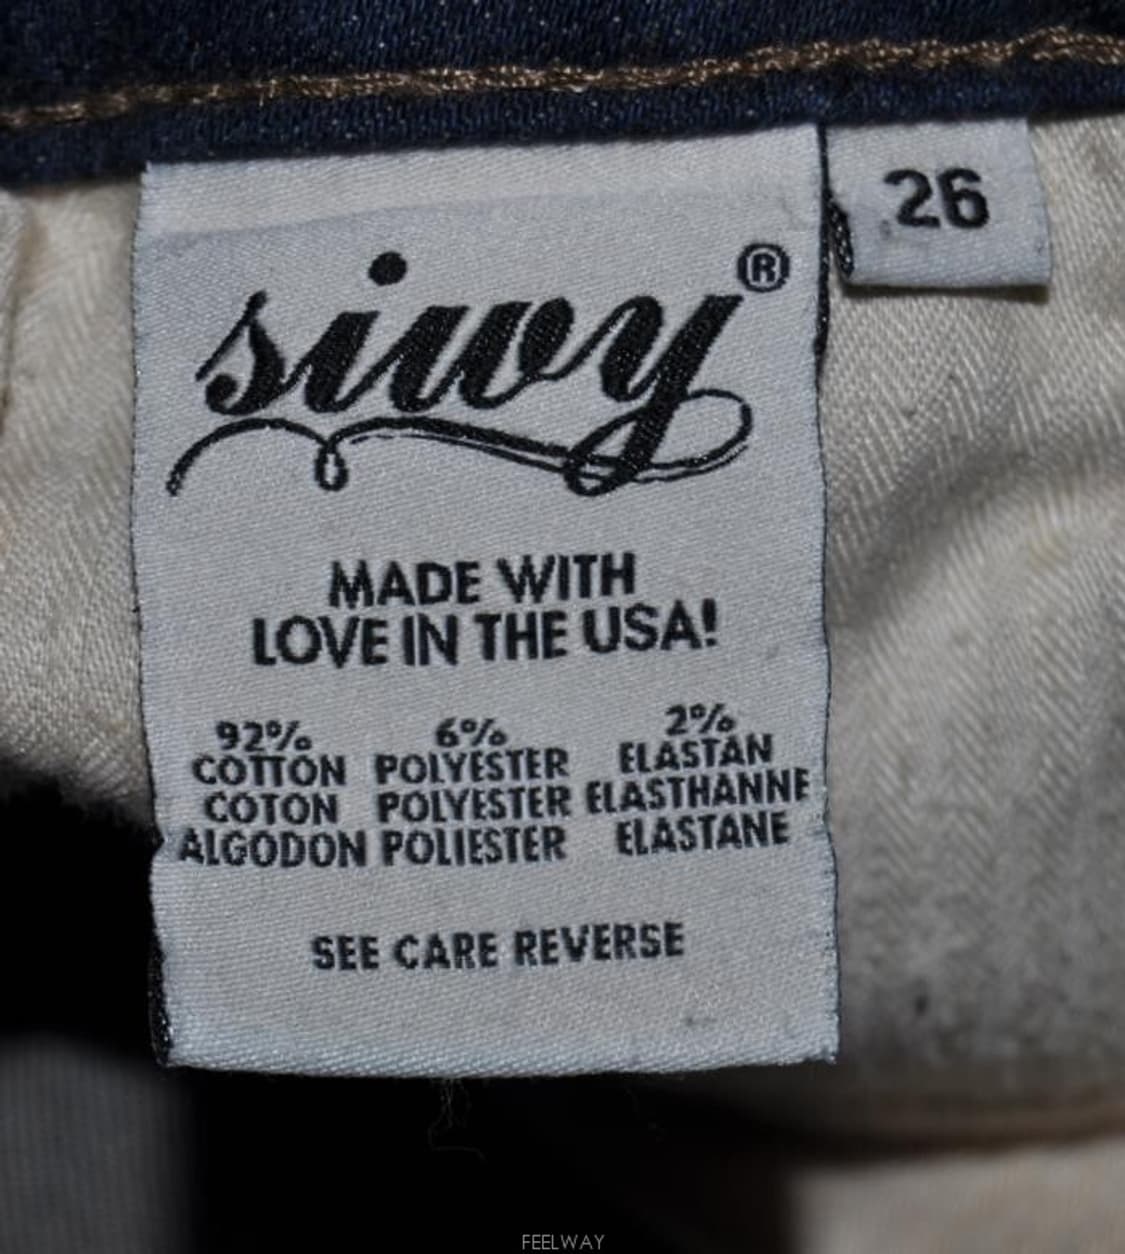 26
siwy®
MADE WITH
LOVE IN THE USA!
92% 6% 2%
COTTON POLYESTER ELASTAN
COTON POLYESTER ELASTHANNE
ALGODON POLIESTER ELASTANE
SEE CARE REVERSE
FEELWAY